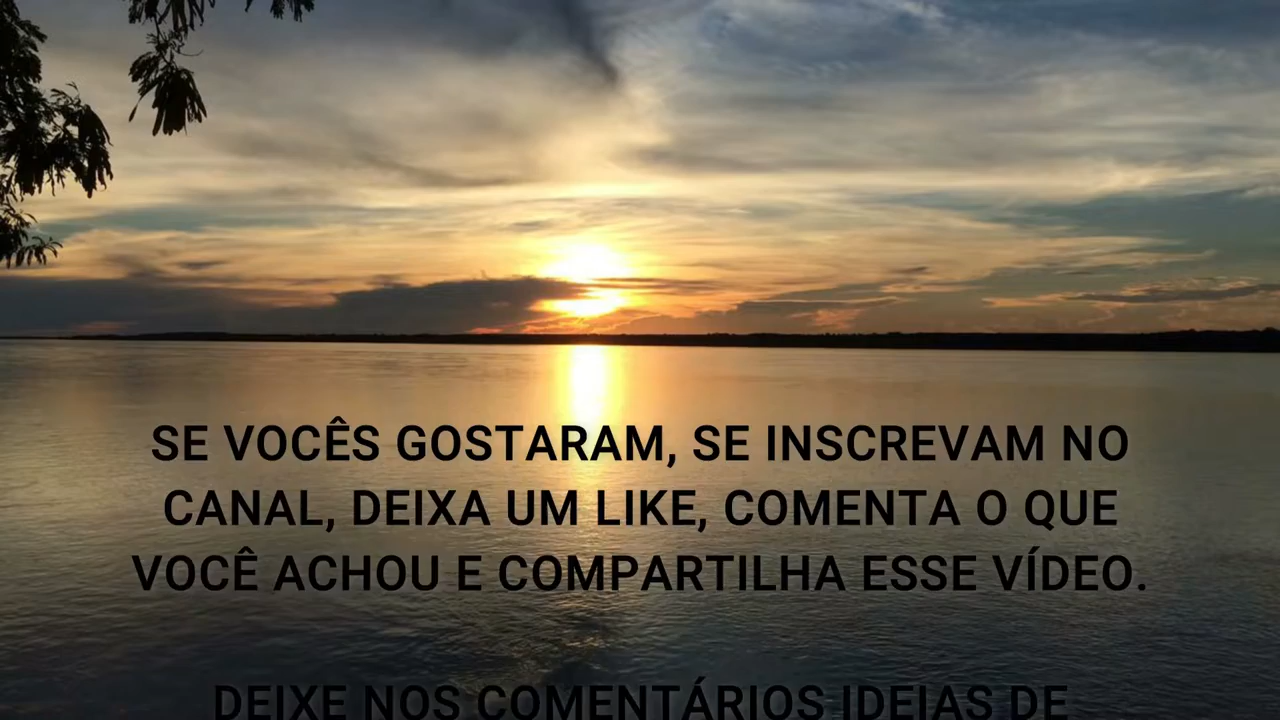 SE VOCÊS GOSTARAM, SE INSCREVAM NO
CANAL, DEIXA UM LIKE, COMENTA O QUE
VOCÊ ACHOU E COMPARTILHA ESSE VÍDEO.
DEIXE NOS COMENTÁRIOS IDEIAS DE